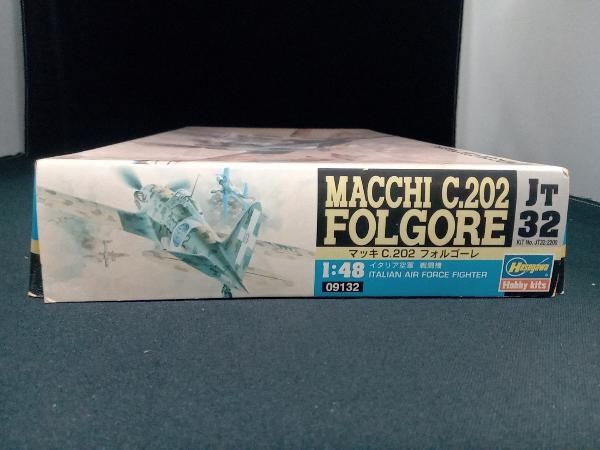 MACCHI C.202
FOLGORE
マッキ C.202 フォルゴーレ
1:48
イタリア空軍 戦闘機
ITALIAN AIR FORCE FIGHTER
09132
JT
32
KIT No. JT32:2200
Hasegawa
Hobby kits